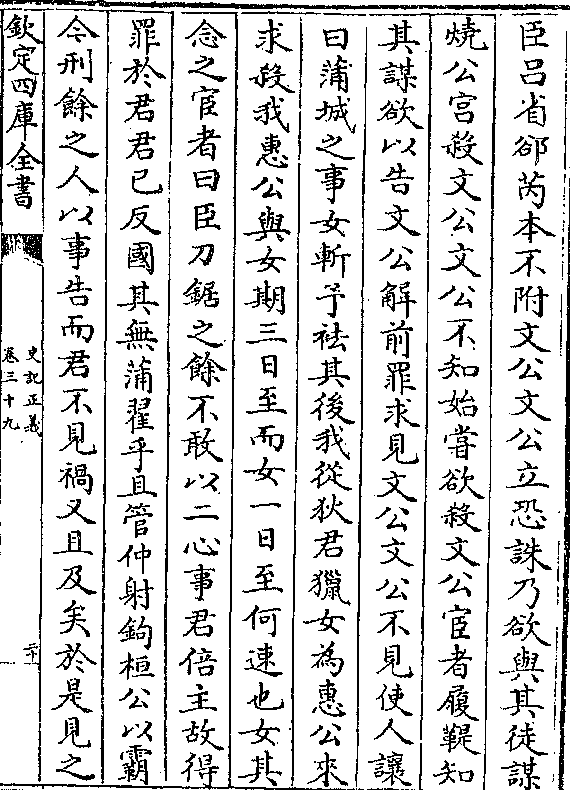 臣吕省郤芮本不附文公文公立恐誅乃欲與其徒謀
燒公宮殺文公文公不知始嘗欲殺文公宦者履鞮知
其謀欲以告文公解前罪求見文公文公不見使人讓
曰蒲城之事女斬予袪其後我從狄君獵女為惠公來
求殺我惠公與女期三日至而女一日至何速也女其
念之宦者曰臣刀鋸之餘不敢以二心事君倍主故得
罪於君君已反國其無蒲翟乎且管仲射鉤桓公以霸
今刑餘之人以事告而君不見禍又且及矣於是見之
欽定四庫全書
史記正義
卷三十九
二十